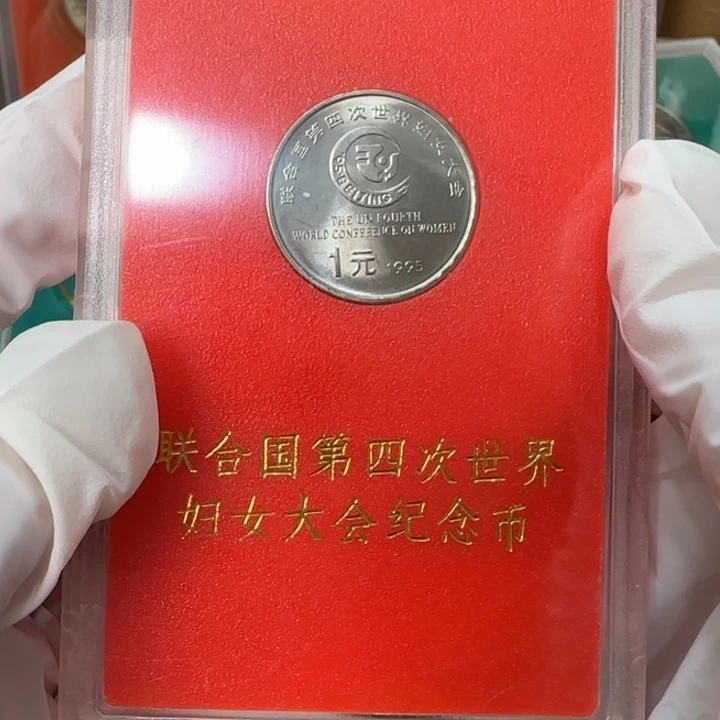 联合国第四次世界妇女大会
BEIJING
THE UN FOURTH
WORLD CONFERENCE ON WOMEN
1元 1995
联合国第四次世界
妇女大会纪念币